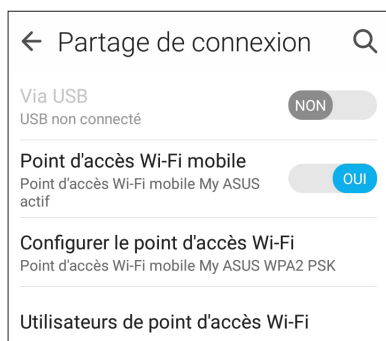 Partage de connexion
Via USB
NON
USB non connecté
Point d'accès Wi-Fi mobile
Point d'accès Wi-Fi mobile My ASUS
actif
OUI
Configurer le point d'accès Wi-Fi
Point d'accès Wi-Fi mobile My ASUS WPA2 PSK
Utilisateurs de point d'accès Wi-Fi